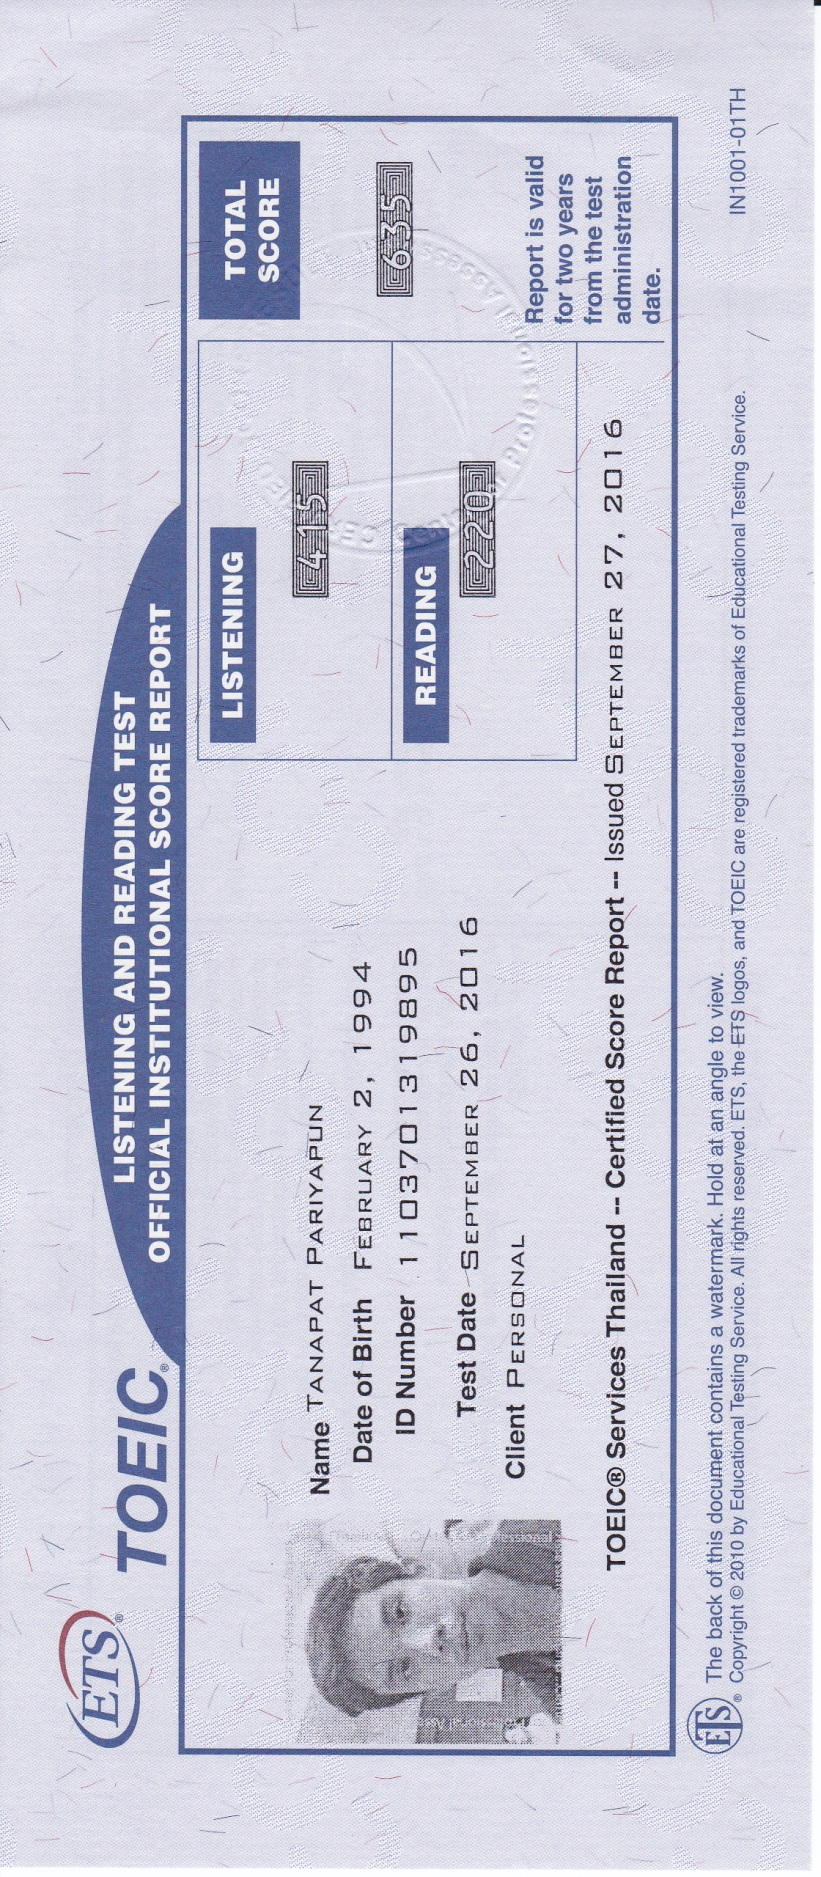 ETS®
TOEIC®
LISTENING AND READING TEST
OFFICIAL INSTITUTIONAL SCORE REPORT
Name TANAPAT PARIYAPUN
Date of Birth FEBRUARY 2, 1994
ID Number 1103701319895
Test Date SEPTEMBER 26, 2016
Client PERSONAL
LISTENING
415
READING
220
TOTAL
SCORE
635
Report is valid
for two years
from the test
administration
date.
TOEIC® Services Thailand -- Certified Score Report -- Issued SEPTEMBER 27, 2016
ETS®
The back of this document contains a watermark. Hold at an angle to view.
Copyright © 2010 by Educational Testing Service. All rights reserved. ETS, the ETS logos, and TOEIC are registered trademarks of Educational Testing Service.
IN1001-01TH